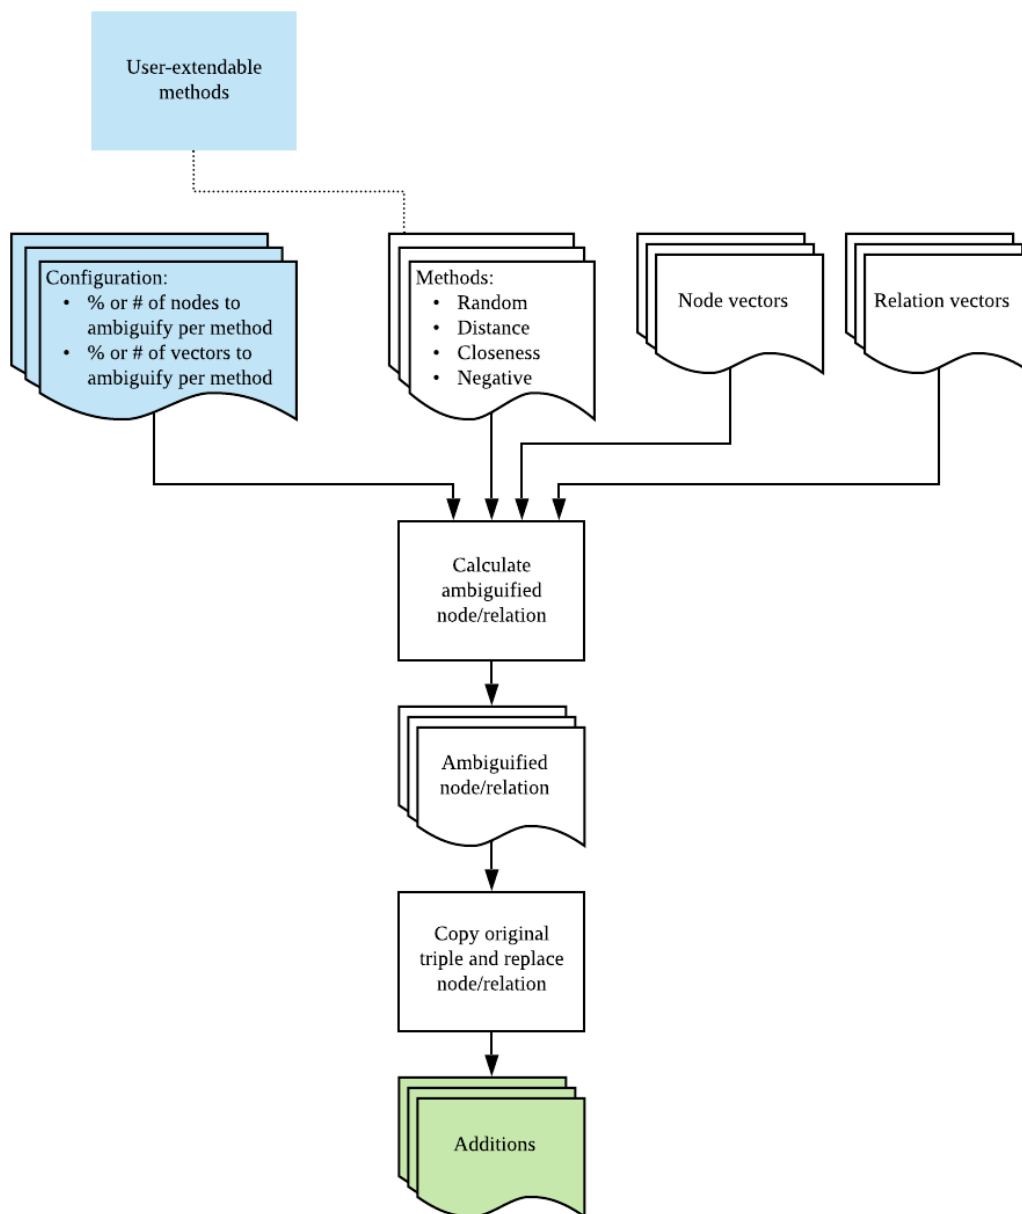 User-extendable
methods
Configuration:
• % or # of nodes to
ambiguify per method
• % or # of vectors to
ambiguify per method
Methods:
• Random
• Distance
• Closeness
• Negative
Node vectors
Relation vectors
Calculate
ambiguified
node/relation
Ambiguified
node/relation
Copy original
triple and replace
node/relation
Additions